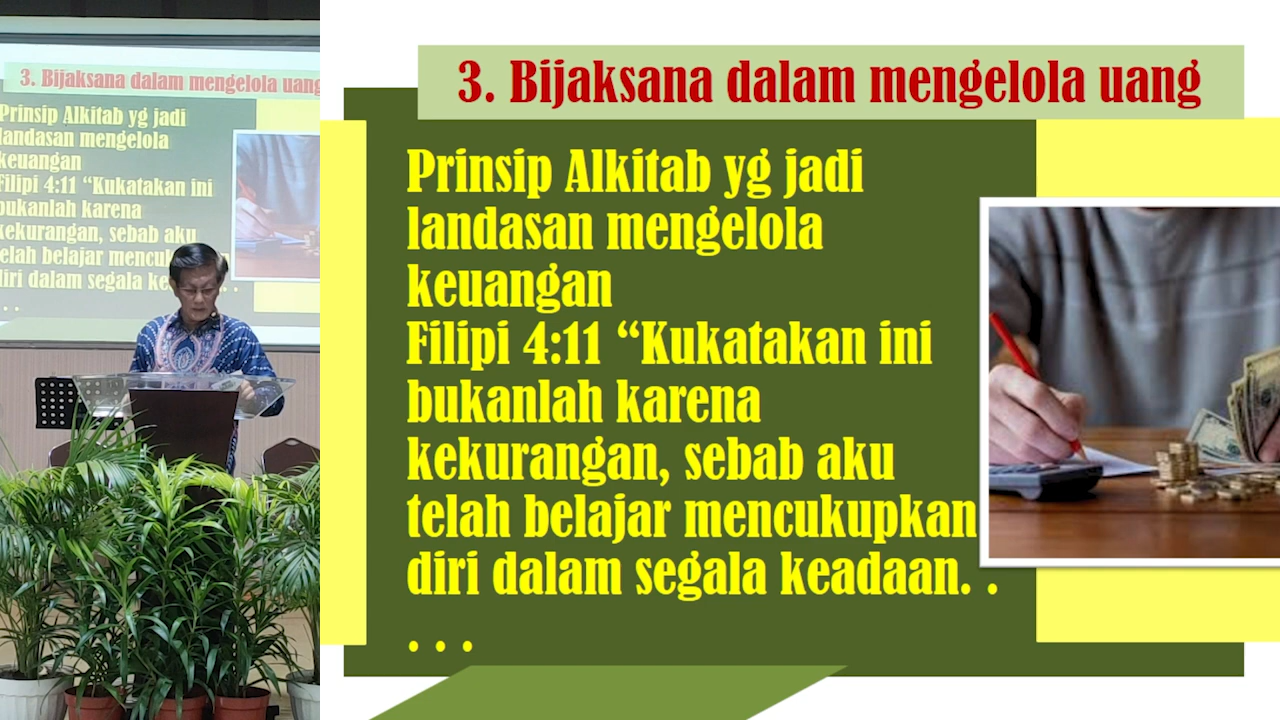 3. Bijaksana dalam mengelola uang
Prinsip Alkitab yg jadi
landasan mengelola
keuangan
Filipi 4:11 “Kukatakan ini
bukanlah karena
kekurangan, sebab aku
telah belajar mencukupkan
diri dalam segala ke
. . .
3. Bijaksana dalam mengelola uang
Prinsip Alkitab yg jadi
landasan mengelola
keuangan
Filipi 4:11 “Kukatakan ini
bukanlah karena
kekurangan, sebab aku
telah belajar mencukupkan
diri dalam segala keadaan. .
. . .